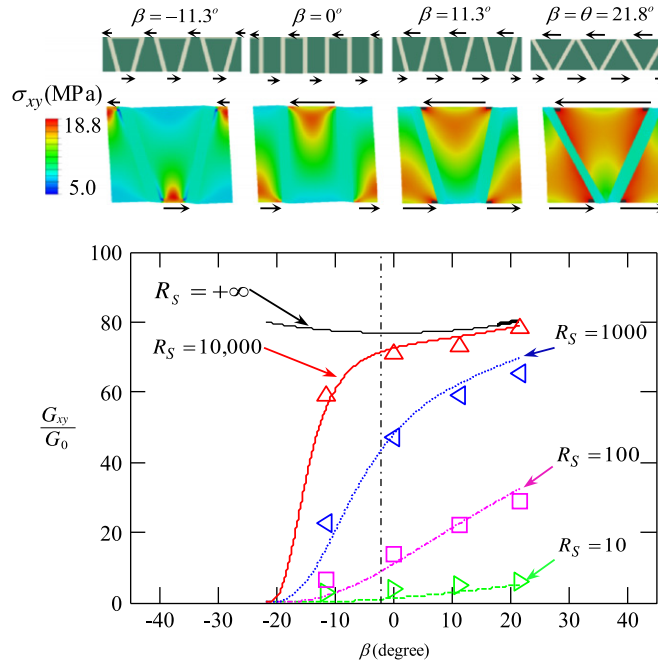 β = −11.3° β = 0° β = 11.3° β = θ = 21.8°
σxy(MPa)
18.8
5.0
100
80
60
40
20
0
Gxy
G0
RS = +∞
RS = 10,000
RS = 1000
RS = 100
RS = 10
-40 -30 -20 -10 0 10 20 30 40
β (degree)